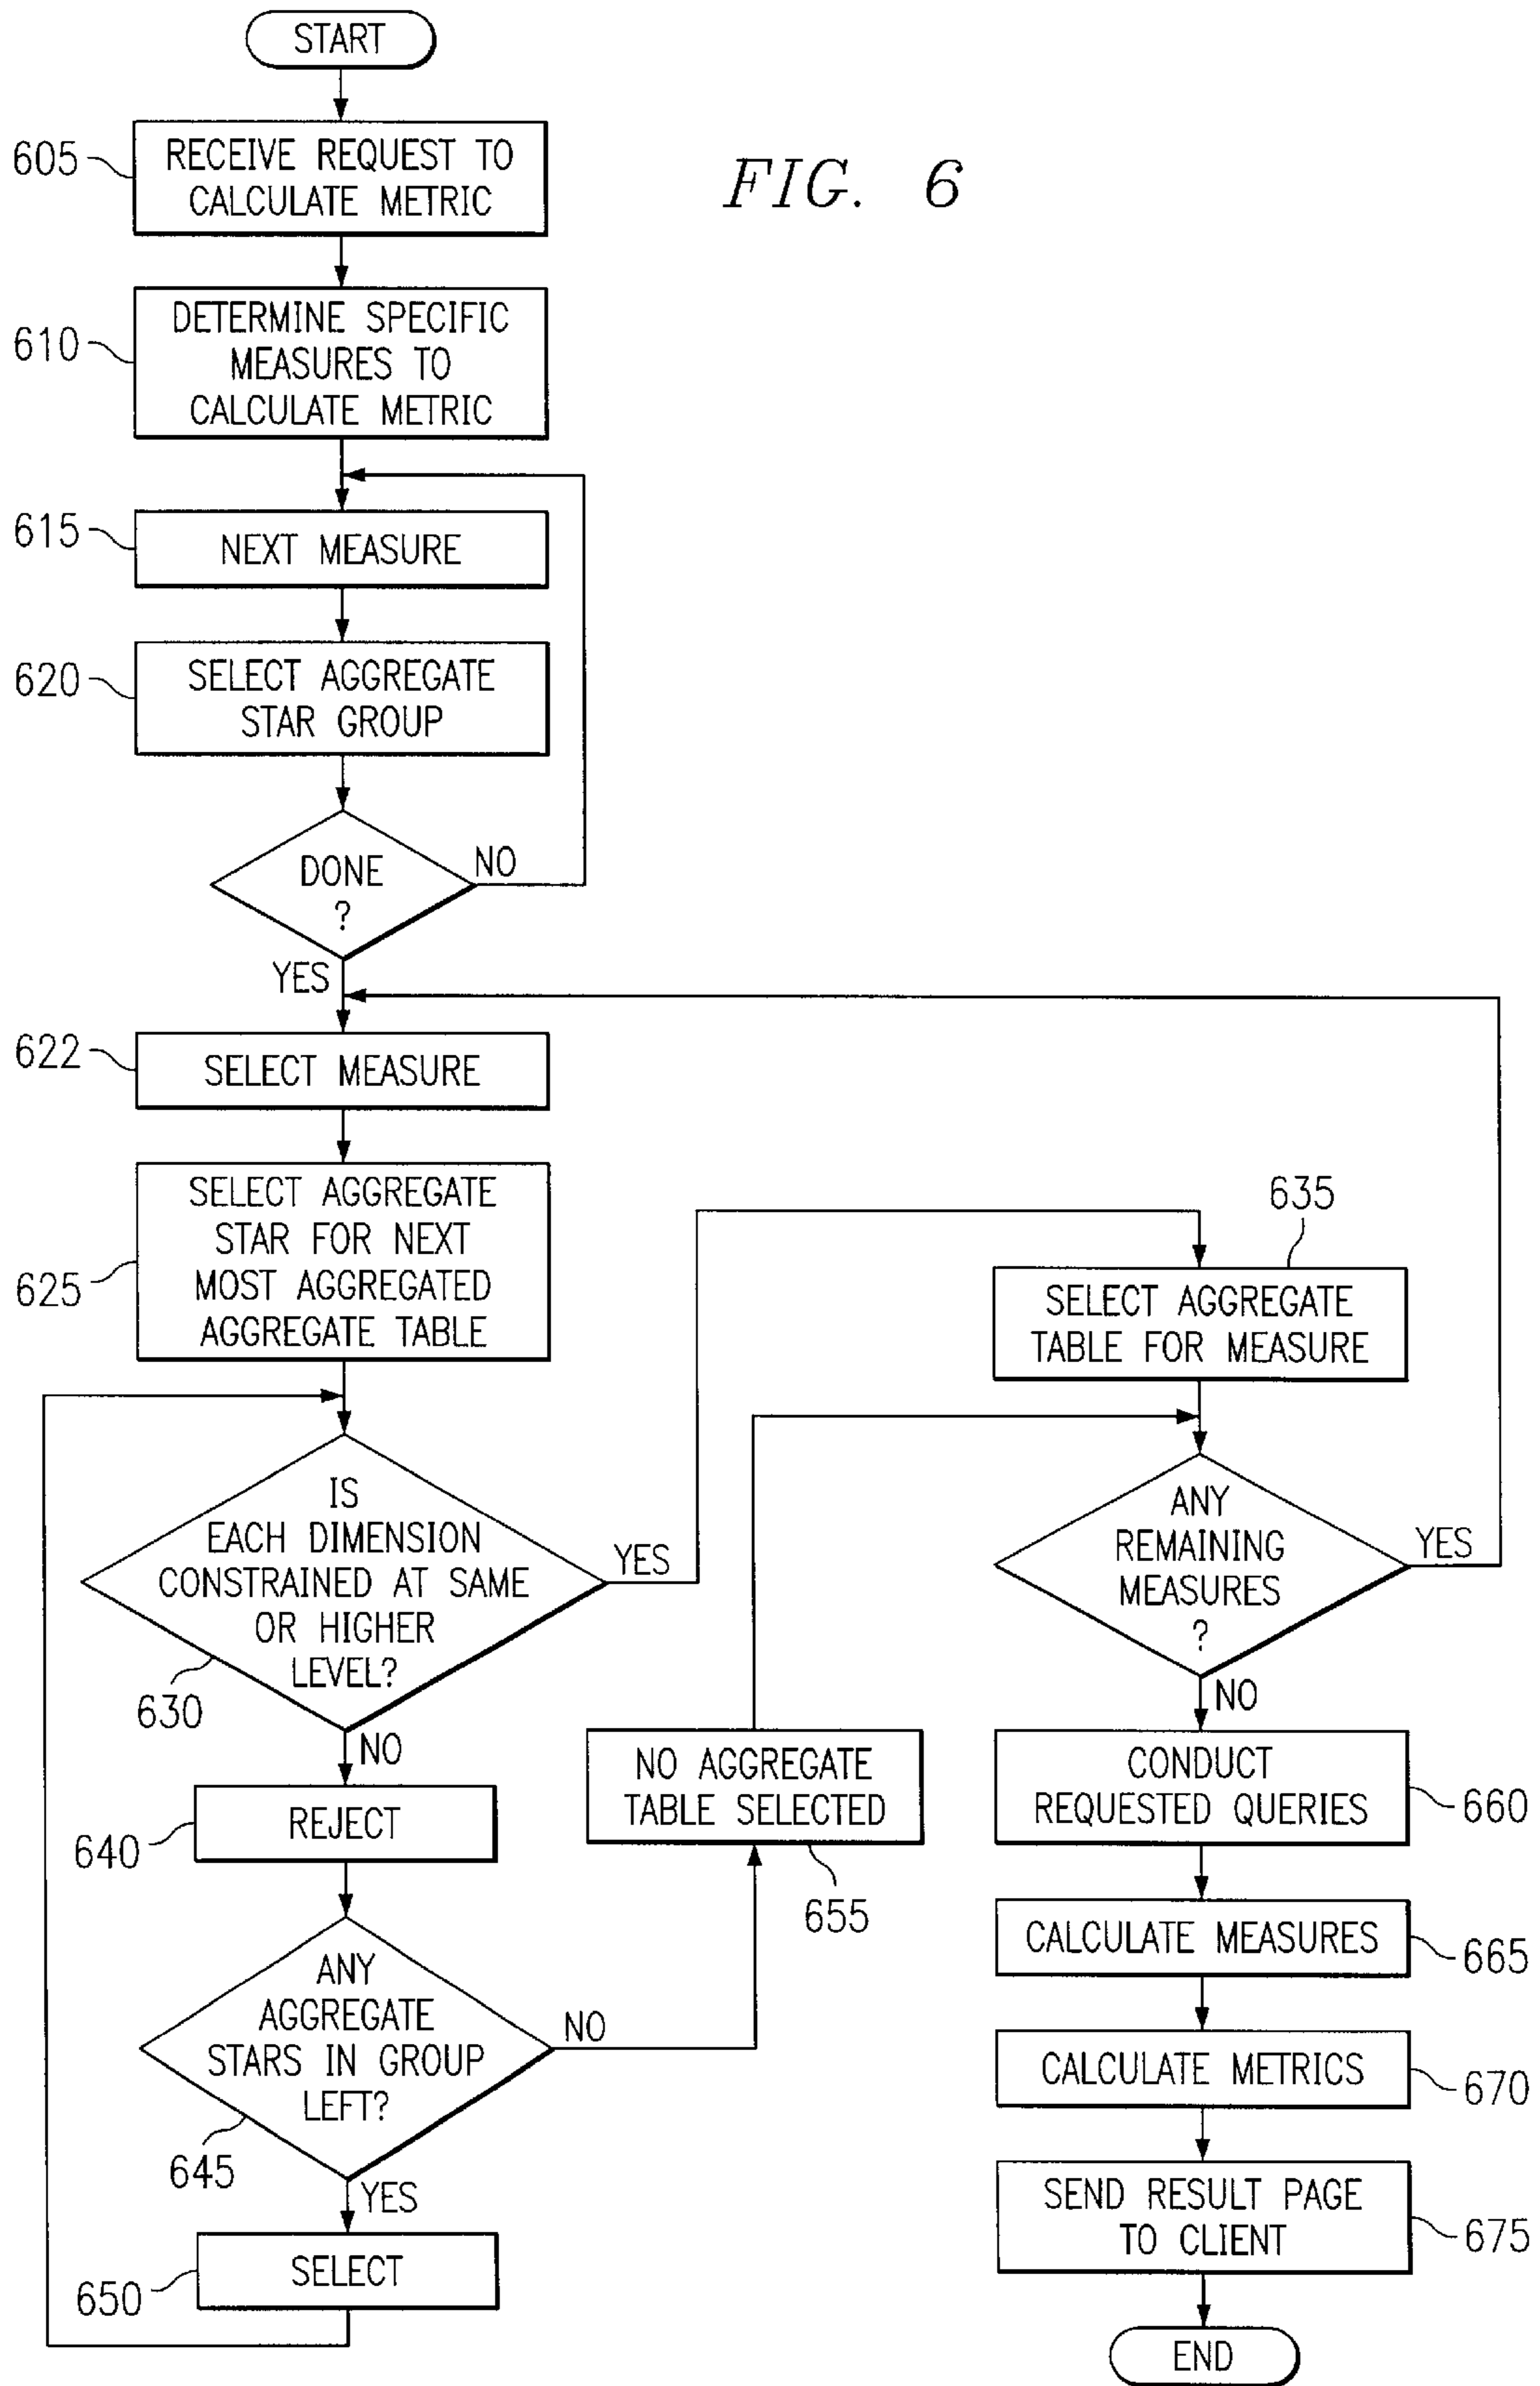 START
605
RECEIVE REQUEST TO
CALCULATE METRIC
FIG. 6
610
DETERMINE SPECIFIC
MEASURES TO
CALCULATE METRIC
615
NEXT MEASURE
620
SELECT AGGREGATE
STAR GROUP
DONE
?
NO
YES
622
SELECT MEASURE
625
SELECT AGGREGATE
STAR FOR NEXT
MOST AGGREGATED
AGGREGATE TABLE
IS
EACH DIMENSION
CONSTRAINED AT SAME
OR HIGHER
LEVEL?
630
YES
NO
635
SELECT AGGREGATE
TABLE FOR MEASURE
ANY
REMAINING
MEASURES
?
YES
NO
640
REJECT
NO AGGREGATE
TABLE SELECTED
655
ANY
AGGREGATE
STARS IN GROUP
LEFT?
645
NO
YES
650
SELECT
CONDUCT
REQUESTED QUERIES
660
CALCULATE MEASURES
665
CALCULATE METRICS
670
SEND RESULT PAGE
TO CLIENT
675
END